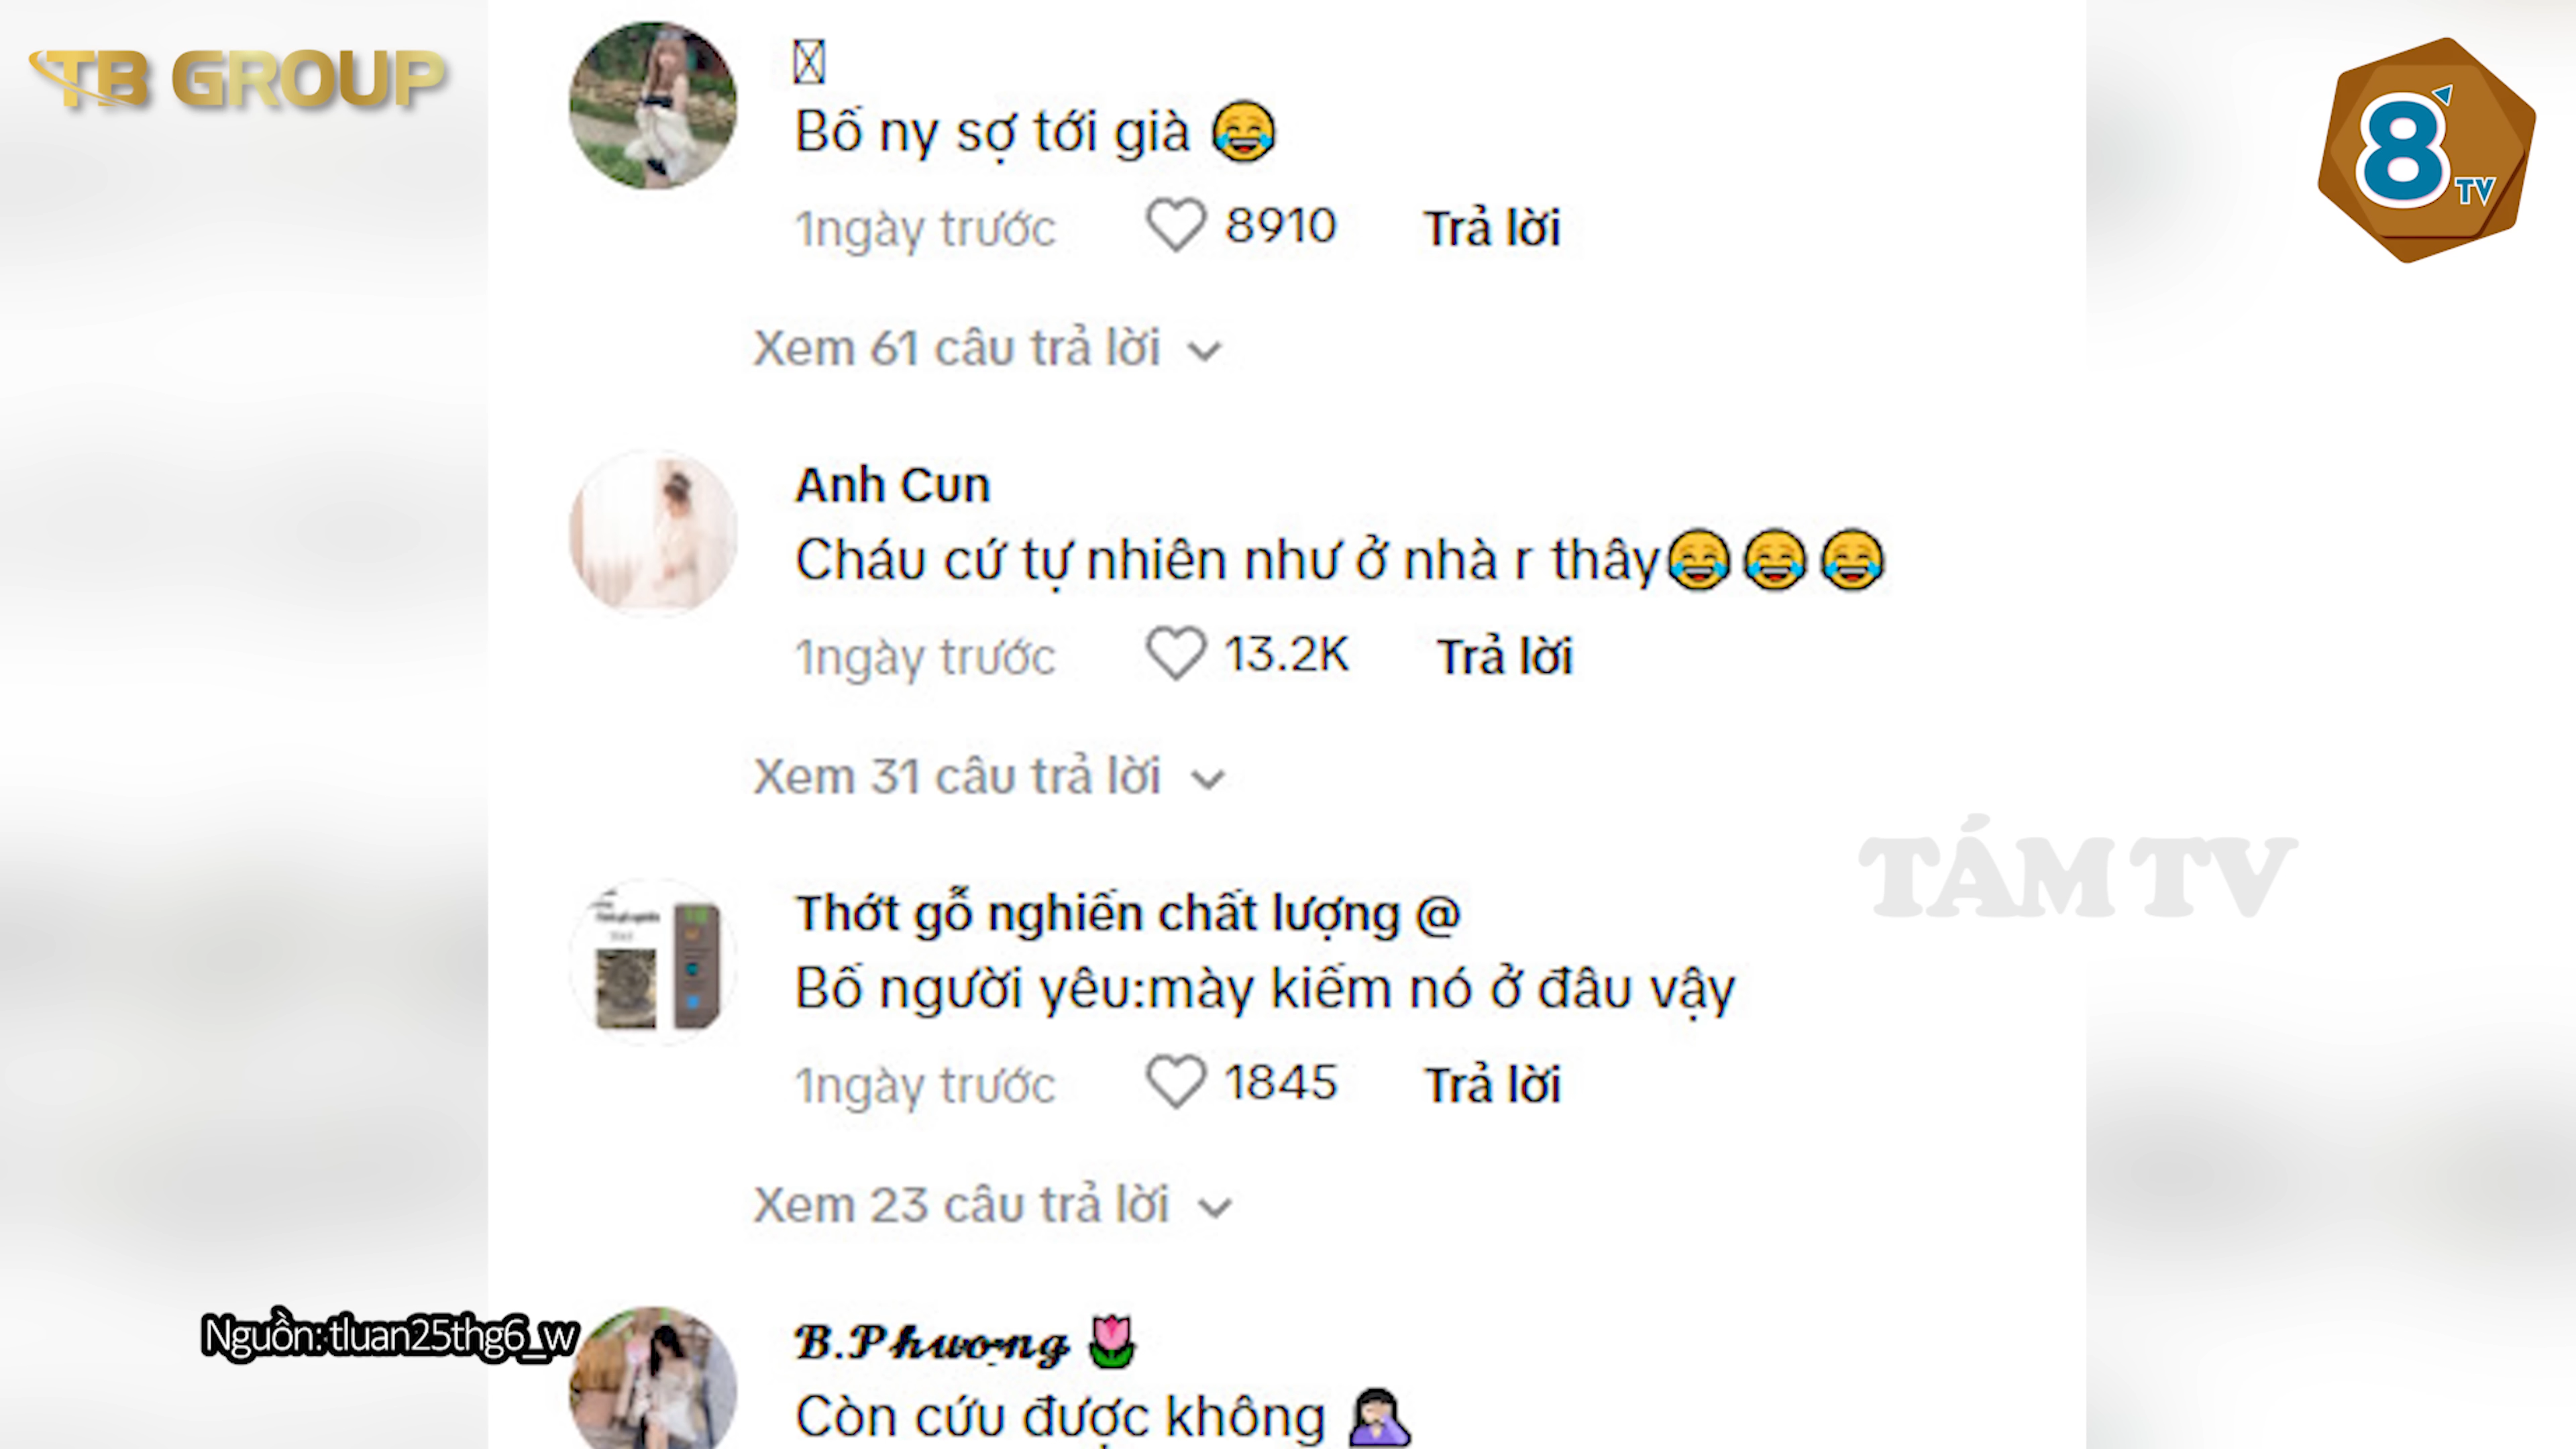 TB GROUP
8 TV
Bố ny sợ tới già 😂
1ngày trước 8910 Trả lời
Xem 61 câu trả lời
Anh Cun
Cháu cứ tự nhiên như ở nhà r thây😂😂😂
1ngày trước 13.2K Trả lời
Xem 31 câu trả lời
TÁM TV
Thớt gỗ nghiến chất lượng @
Bố người yêu:mày kiếm nó ở đâu vậy
1ngày trước 1845 Trả lời
Xem 23 câu trả lời
Nguồn: tluan25thg6_w
B.Phượng 🌷
Còn cứu được không 🤦🏻‍♀️